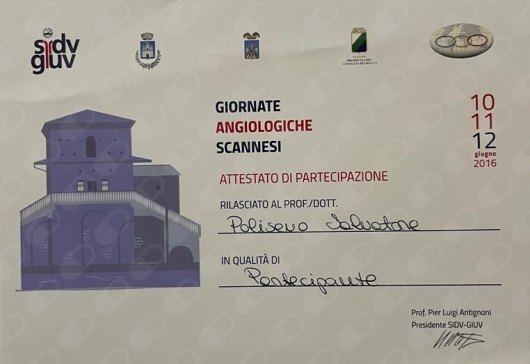 sidv
giuv
GIORNATE
ANGIOLOGICHE
SCANNESI
10
11
12
giugno
2016
ATTESTATO DI PARTECIPAZIONE
RILASCIATO AL PROF./DOTT.
Poliseno Salvatore
IN QUALITÀ DI
Partecipante
Prof. Pier Luigi Antignani
Presidente SIDV-GIUV